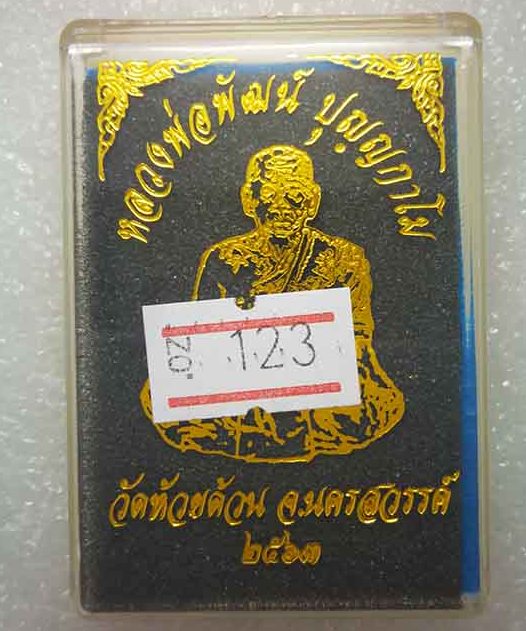 หลวงพ่อพัฒน์ ปุญญกาโม
NO. 123
วัดห้วยด้วน จ.นครสวรรค์
๒๕๖๓